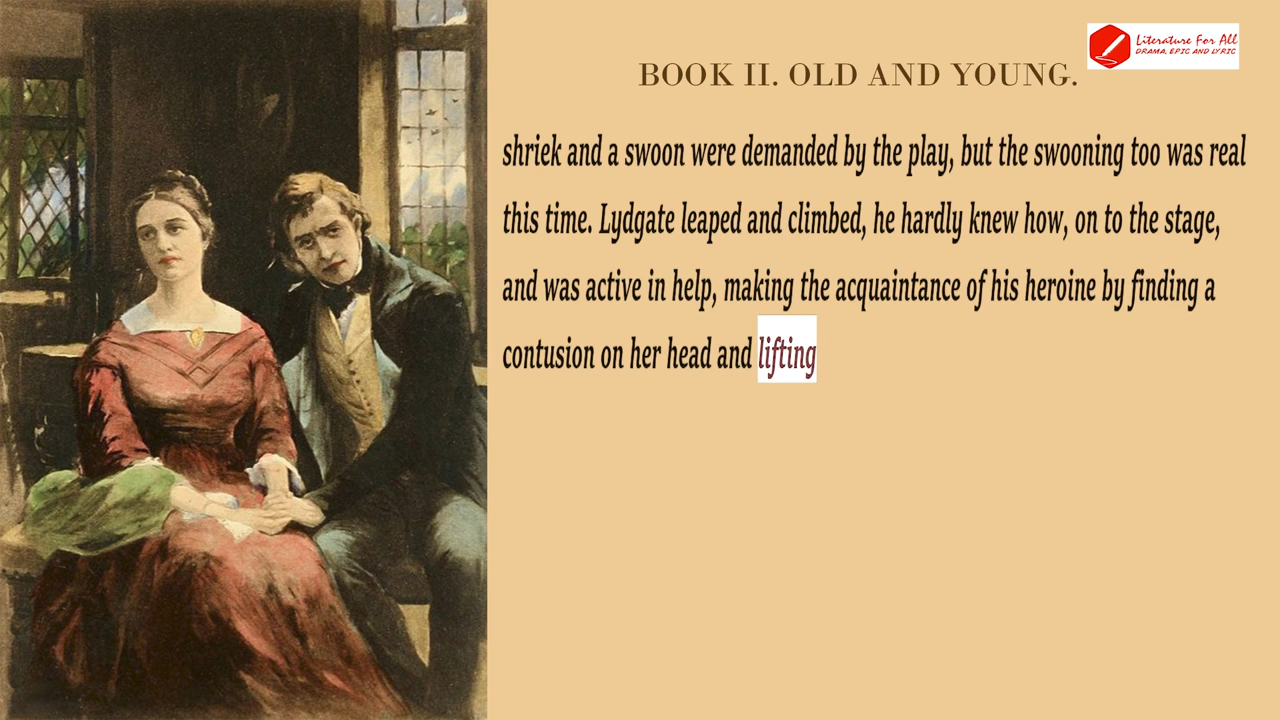 Literature For All
DRAMA, EPIC AND LYRIC
BOOK II. OLD AND YOUNG.
shriek and a swoon were demanded by the play, but the swooning too was real
this time. Lydgate leaped and climbed, he hardly knew how, on to the stage,
and was active in help, making the acquaintance of his heroine by finding a
contusion on her head and lifting